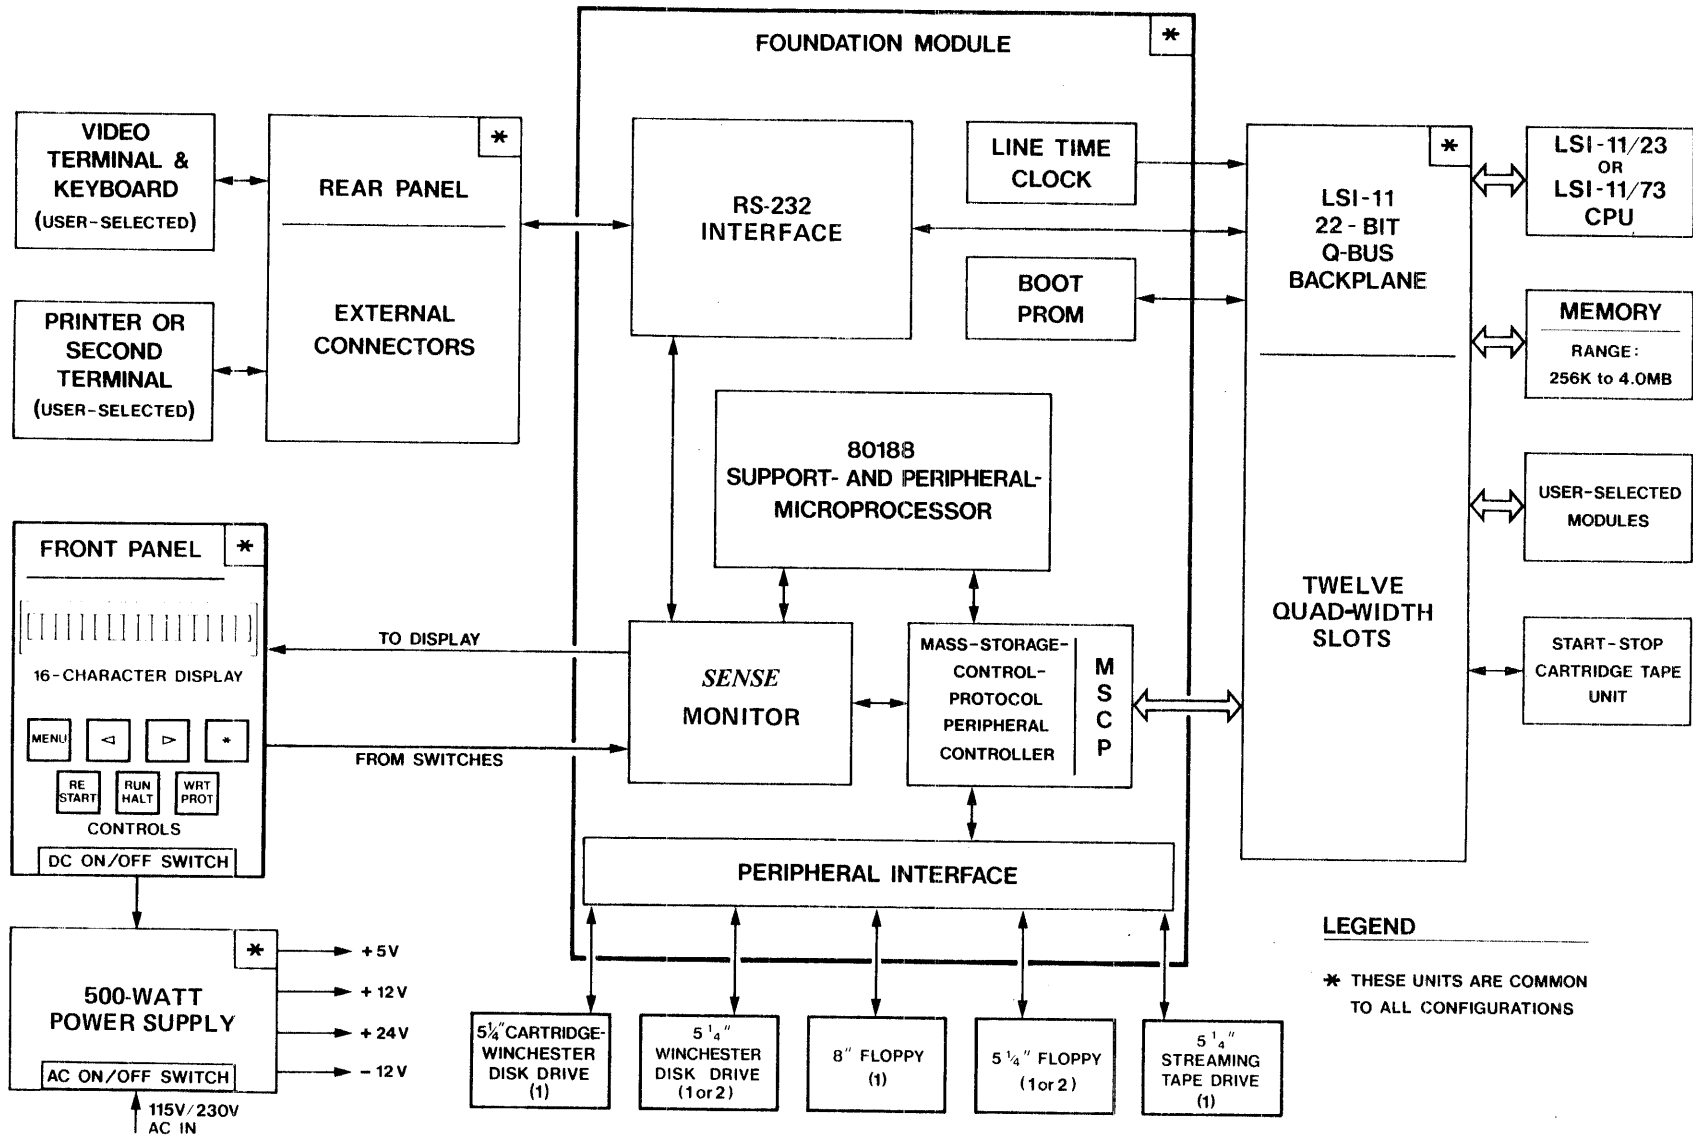 FOUNDATION MODULE
*
VIDEO
TERMINAL &
KEYBOARD
(USER-SELECTED)
*
REAR PANEL
EXTERNAL
CONNECTORS
PRINTER OR
SECOND
TERMINAL
(USER-SELECTED)
RS-232
INTERFACE
LINE TIME
CLOCK
BOOT
PROM
80188
SUPPORT- AND PERIPHERAL-
MICROPROCESSOR
*
LSI-11
22-BIT
Q-BUS
BACKPLANE
TWELVE
QUAD-WIDTH
SLOTS
LSI-11/23
OR
LSI-11/73
CPU
MEMORY
RANGE:
256K to 4.0MB
USER-SELECTED
MODULES
START-STOP
CARTRIDGE TAPE
UNIT
FRONT PANEL
*
16-CHARACTER DISPLAY
MENU
*
RE
START
RUN
HALT
WRT
PROT
CONTROLS
DC ON/OFF SWITCH
TO DISPLAY
FROM SWITCHES
SENSE
MONITOR
MASS-STORAGE-
CONTROL-
PROTOCOL
PERIPHERAL
CONTROLLER
M
S
C
P
PERIPHERAL INTERFACE
*
500-WATT
POWER SUPPLY
AC ON/OFF SWITCH
115V/230V
AC IN
+5V
+12V
+24V
-12V
5¼" CARTRIDGE-
WINCHESTER
DISK DRIVE
(1)
5¼"
WINCHESTER
DISK DRIVE
(1 or 2)
8" FLOPPY
(1)
5¼" FLOPPY
(1 or 2)
5¼"
STREAMING
TAPE DRIVE
(1)
LEGEND
* THESE UNITS ARE COMMON
TO ALL CONFIGURATIONS